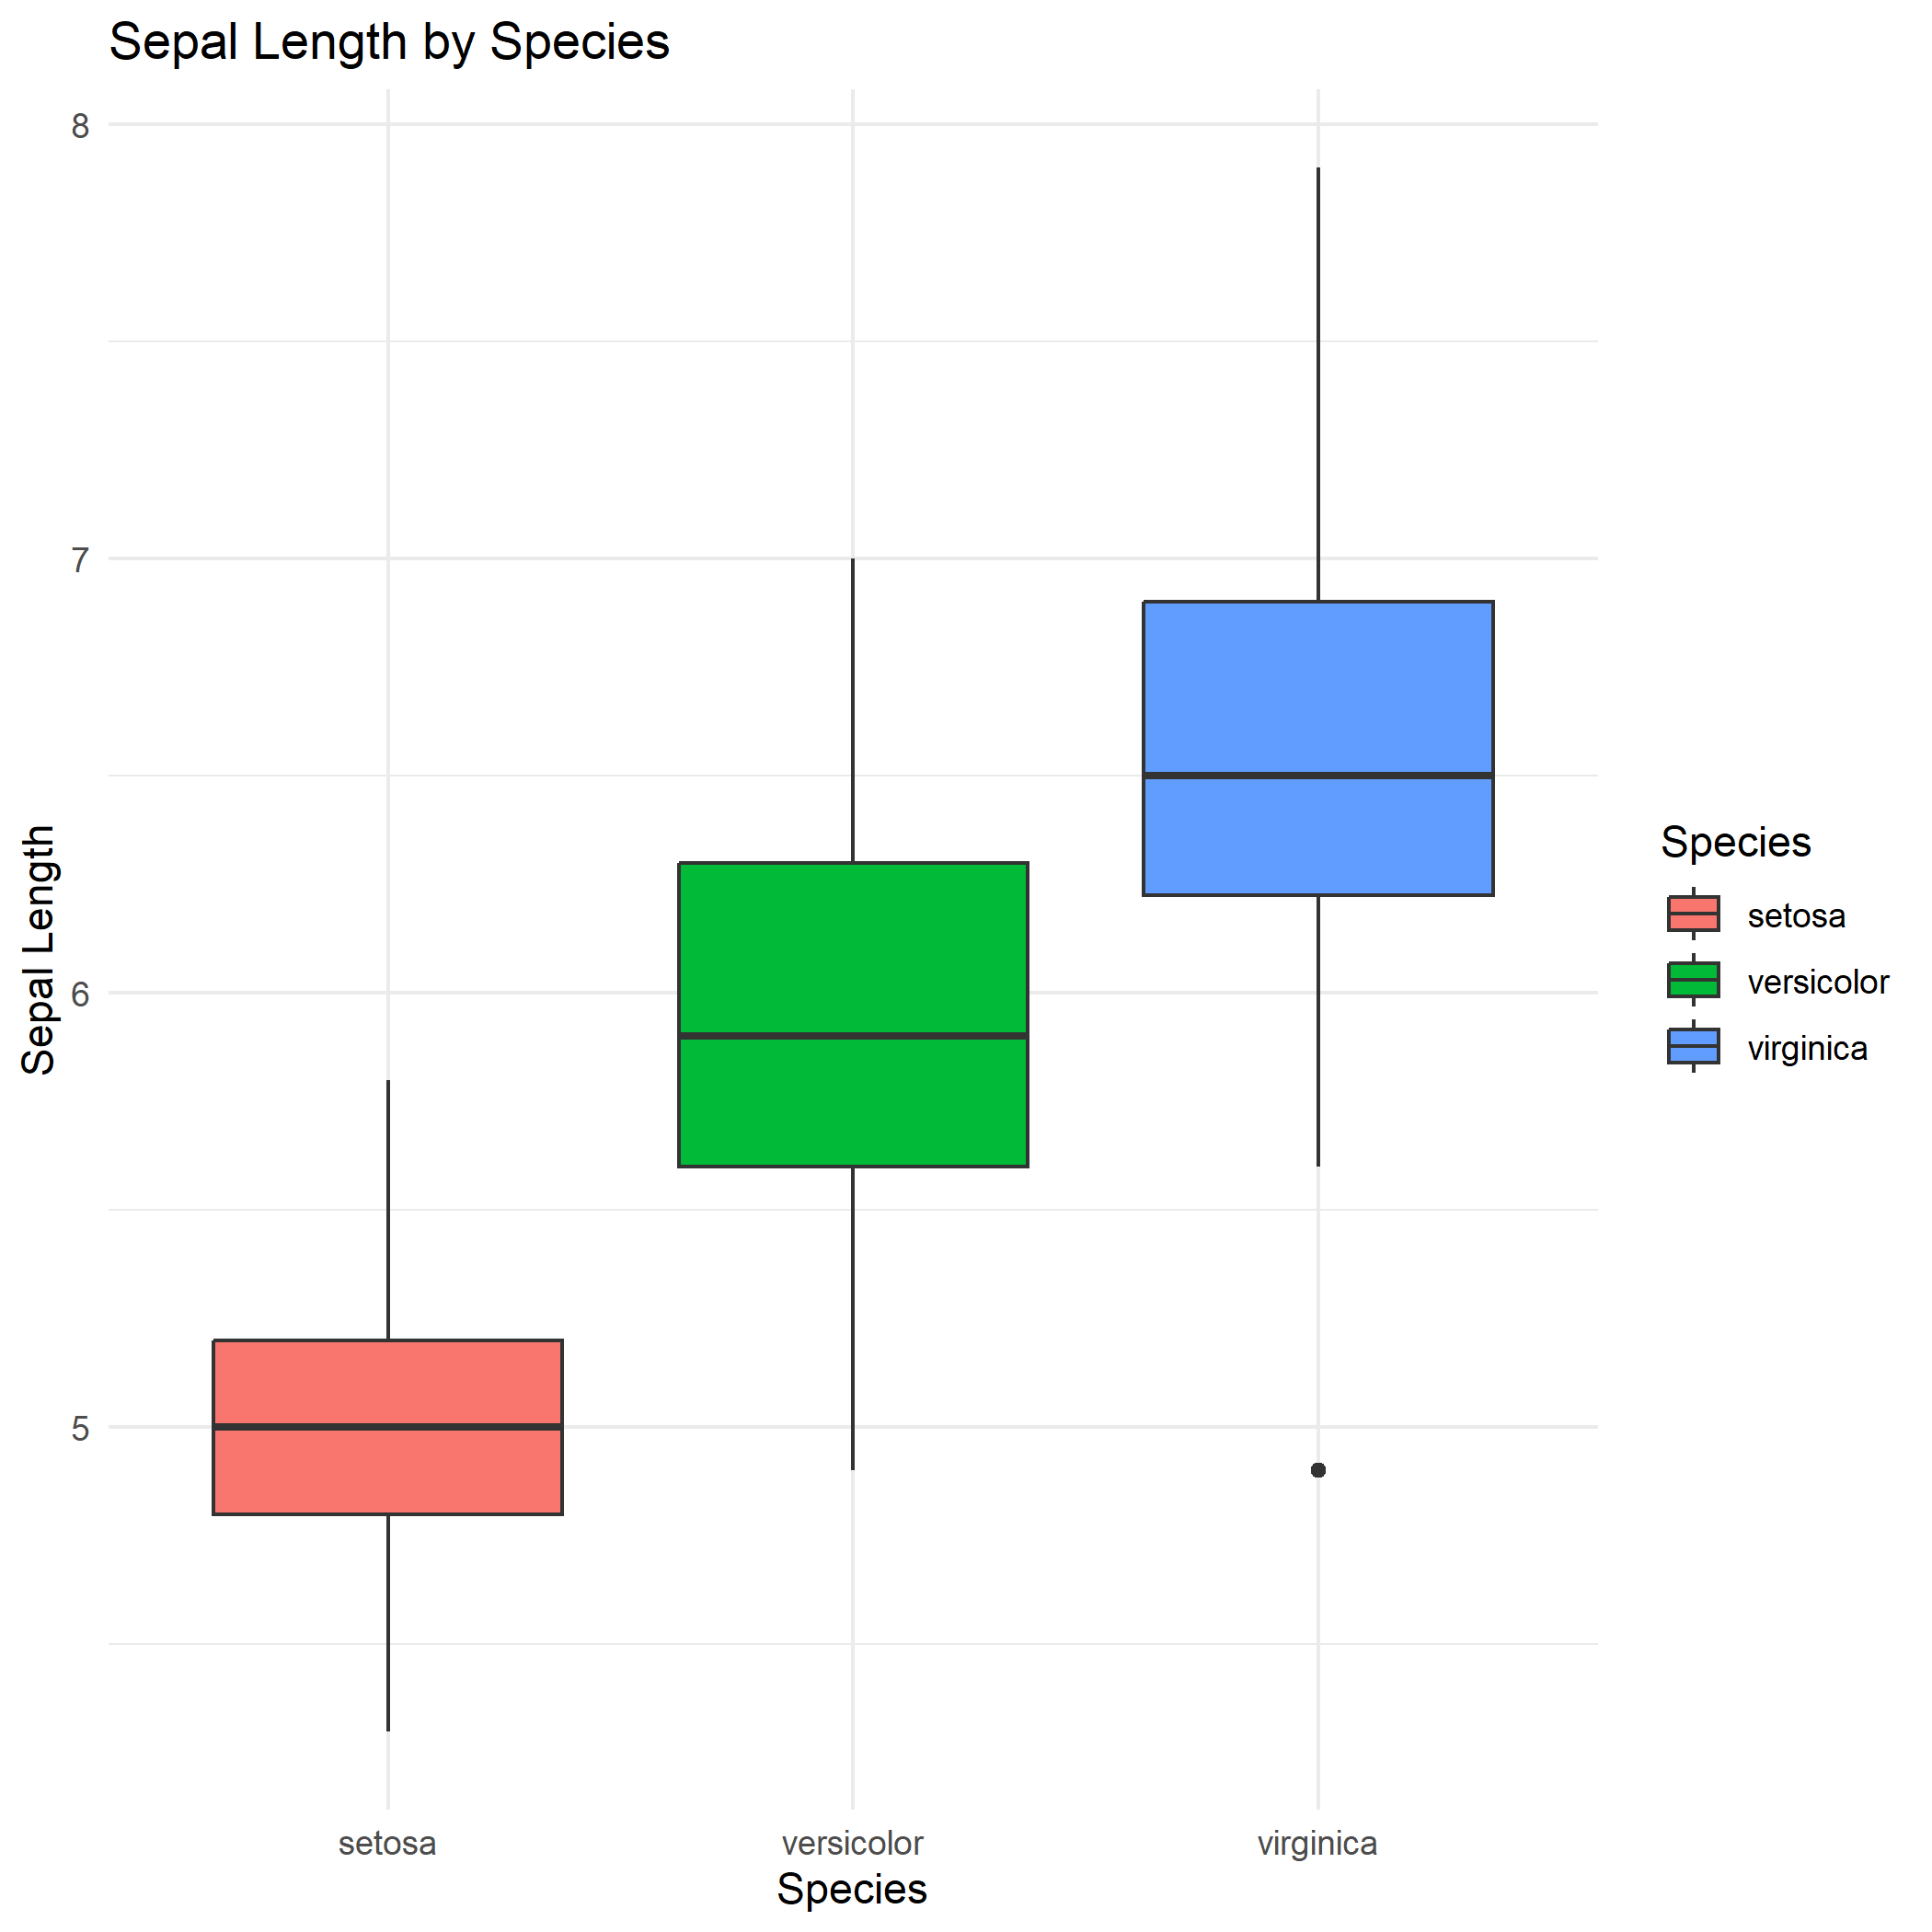 Sepal Length by Species
8
7
6
5
Sepal Length
setosa
versicolor
virginica
Species
Species
setosa
versicolor
virginica